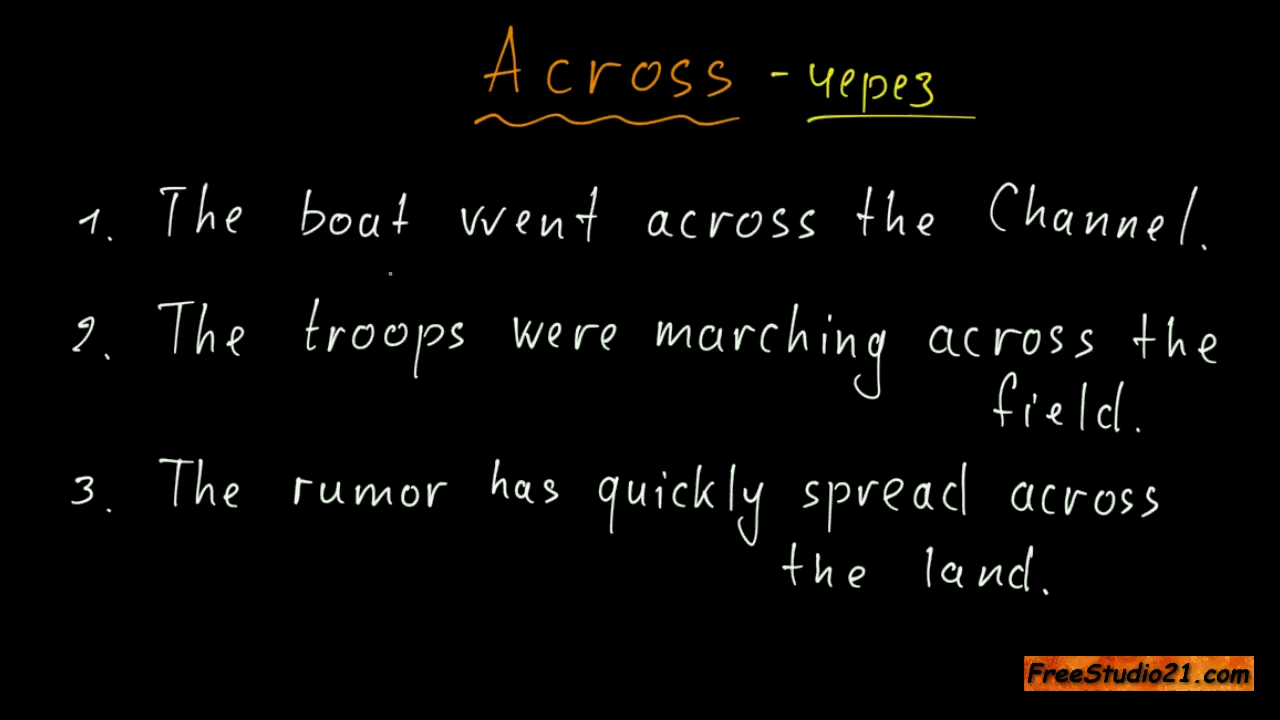 Across - через
1. The boat went across the Channel.
2. The troops were marching across the
field.
3. The rumor has quickly spread across
the land.
FreeStudio21.com